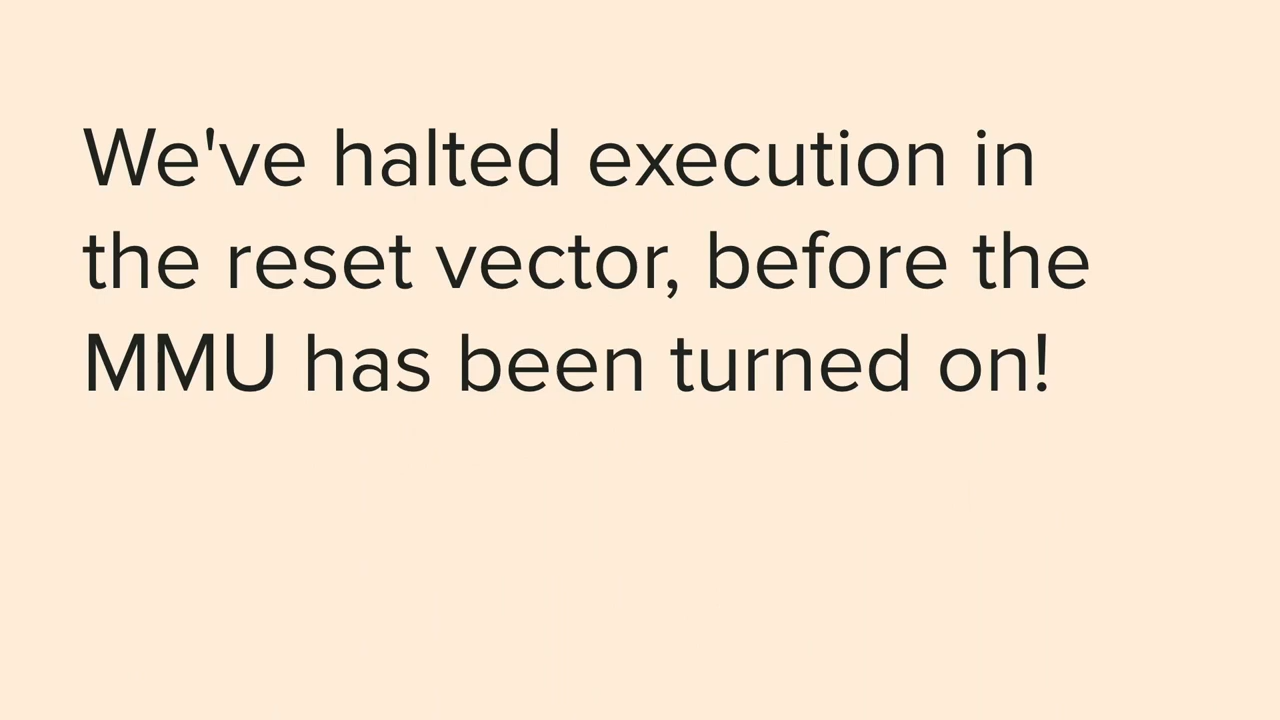 We've halted execution in
the reset vector, before the
MMU has been turned on!